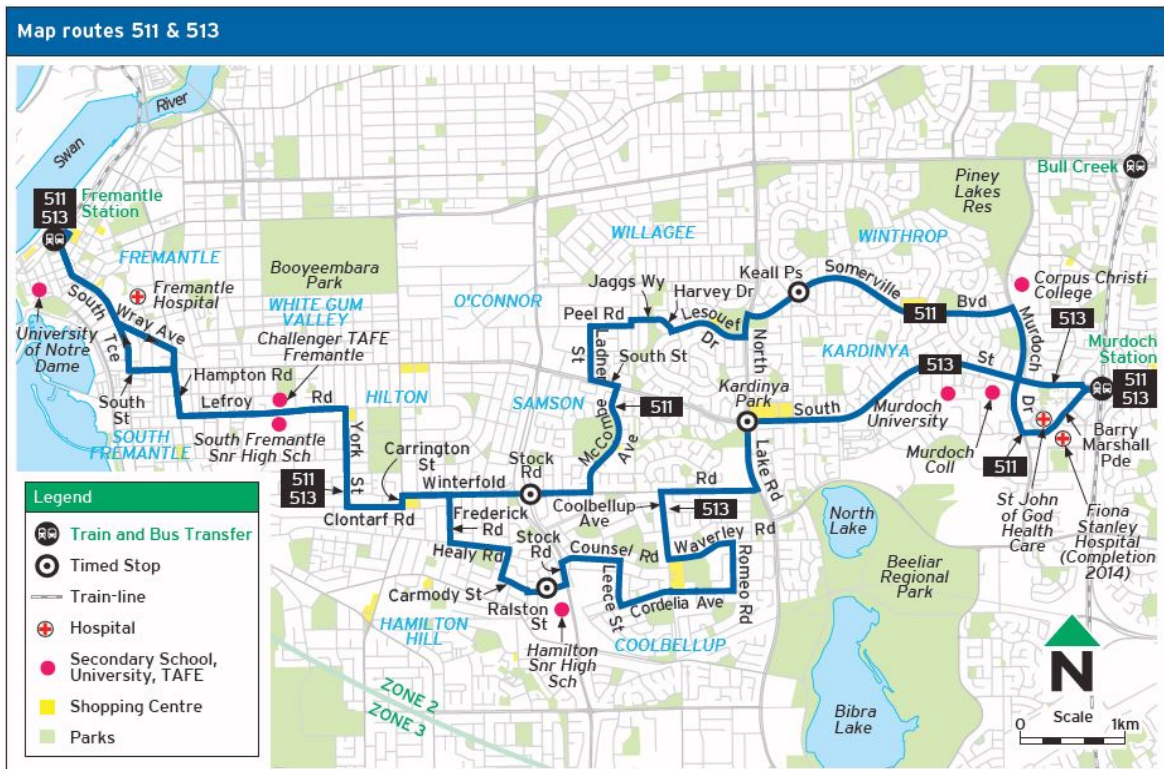 Map routes 511 & 513
Swan
River
511
513
Fremantle
Station
FREMANTLE
Fremantle
Hospital
University
of Notre
Dame
South
Tce
Wray Ave
South
St
SOUTH
FREMANTLE
Booyeembara
Park
WHITE GUM
VALLEY
Challenger TAFE
Fremantle
Hampton Rd
Lefroy
Rd
South Fremantle
Snr High Sch
HILTON
York
St
511
513
Clontarf Rd
Carrington
St
Winterfold
Frederick
Rd
Healy Rd
Carmody St
HAMILTON
HILL
Stock
Rd
Stock
Rd
Ralston
St
Hamilton
Snr High
Sch
Counsel Rd
Leece St
Cordelia Ave
COOLBELLUP
Romeo Rd
Waverley Rd
Coolbellup
Ave
513
Rd
O'CONNOR
SAMSON
McCombe
Ave
511
South St
Ladner
St
Peel Rd
Jaggs Wy
Harvey Dr
Lesouef
Dr
WILLAGEE
Keall Ps
North
Lake Rd
Kardinya
Park
WINTHROP
Somerville
511
Bvd
KARDINYA
South
513
St
Murdoch
University
Murdoch
Coll
Piney
Lakes
Res
Bull Creek
Corpus Christi
College
Murdoch
Dr
513
Murdoch
Station
511
513
Barry
Marshall
Pde
511
St John
of God
Health
Care
Fiona
Stanley
Hospital
(Completion
2014)
North
Lake
Beeliar
Regional
Park
Bibra
Lake
ZONE 2
ZONE 3
N
Scale
0
1km
Legend
Train and Bus Transfer
Timed Stop
Train-line
Hospital
Secondary School,
University, TAFE
Shopping Centre
Parks